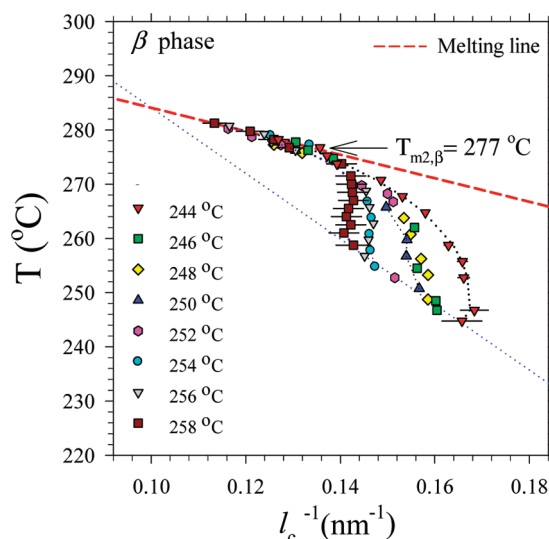 β phase
Melting line
T_m2,β = 277 °C
300
290
280
270
260
250
240
230
220
T (°C)
244 °C
246 °C
248 °C
250 °C
252 °C
254 °C
256 °C
258 °C
0.10 0.12 0.14 0.16 0.18
l_c^-1 (nm^-1)